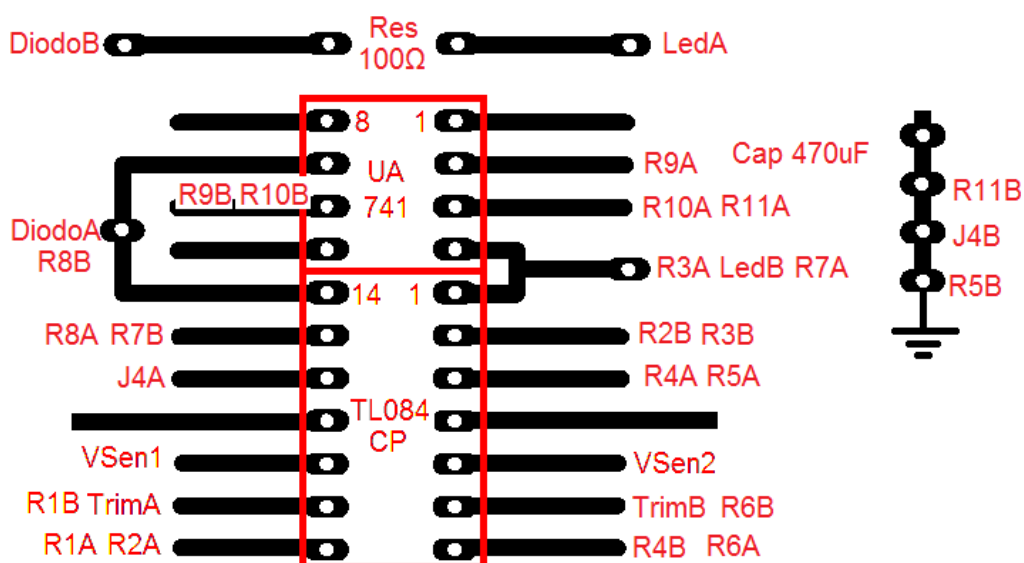 DiodoB
Res
100Ω
LedA
8 1
Cap 470uF
UA
R9A
R9B R10B
741
R10A R11A
R11B
DiodoA
R8B
J4B
R3A LedB R7A
R5B
14 1
R8A R7B
R2B R3B
J4A
R4A R5A
TL084
CP
VSen1
VSen2
R1B TrimA
TrimB R6B
R1A R2A
R4B R6A